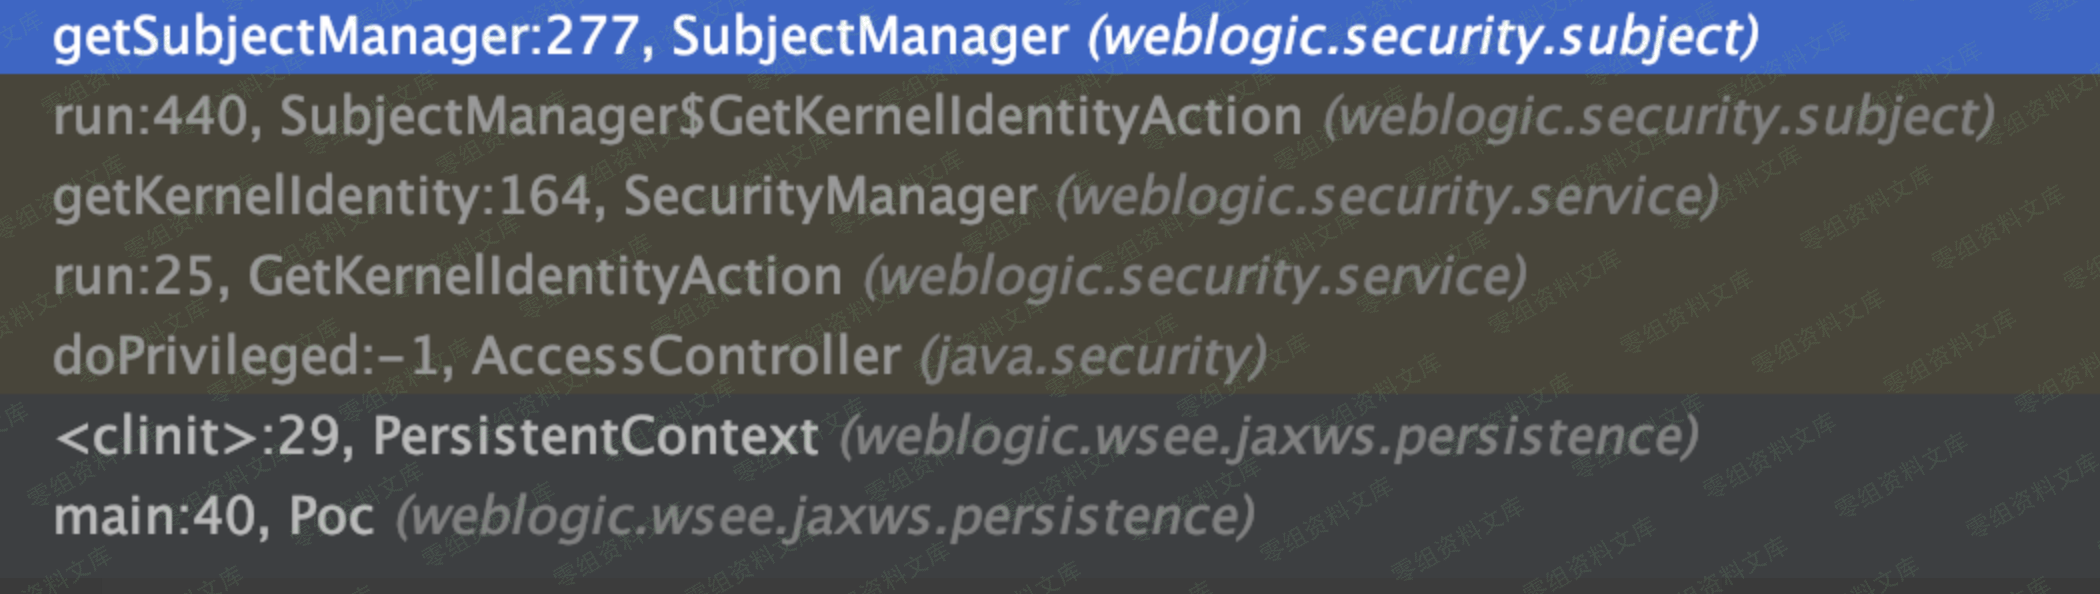 getSubjectManager:277, SubjectManager (weblogic.security.subject)
run:440, SubjectManager$GetKernelIdentityAction (weblogic.security.subject)
getKernelIdentity:164, SecurityManager (weblogic.security.service)
run:25, GetKernelIdentityAction (weblogic.security.service)
doPrivileged:-1, AccessController (java.security)
<clinit>:29, PersistentContext (weblogic.wsee.jaxws.persistence)
main:40, Poc (weblogic.wsee.jaxws.persistence)
零组资料文库